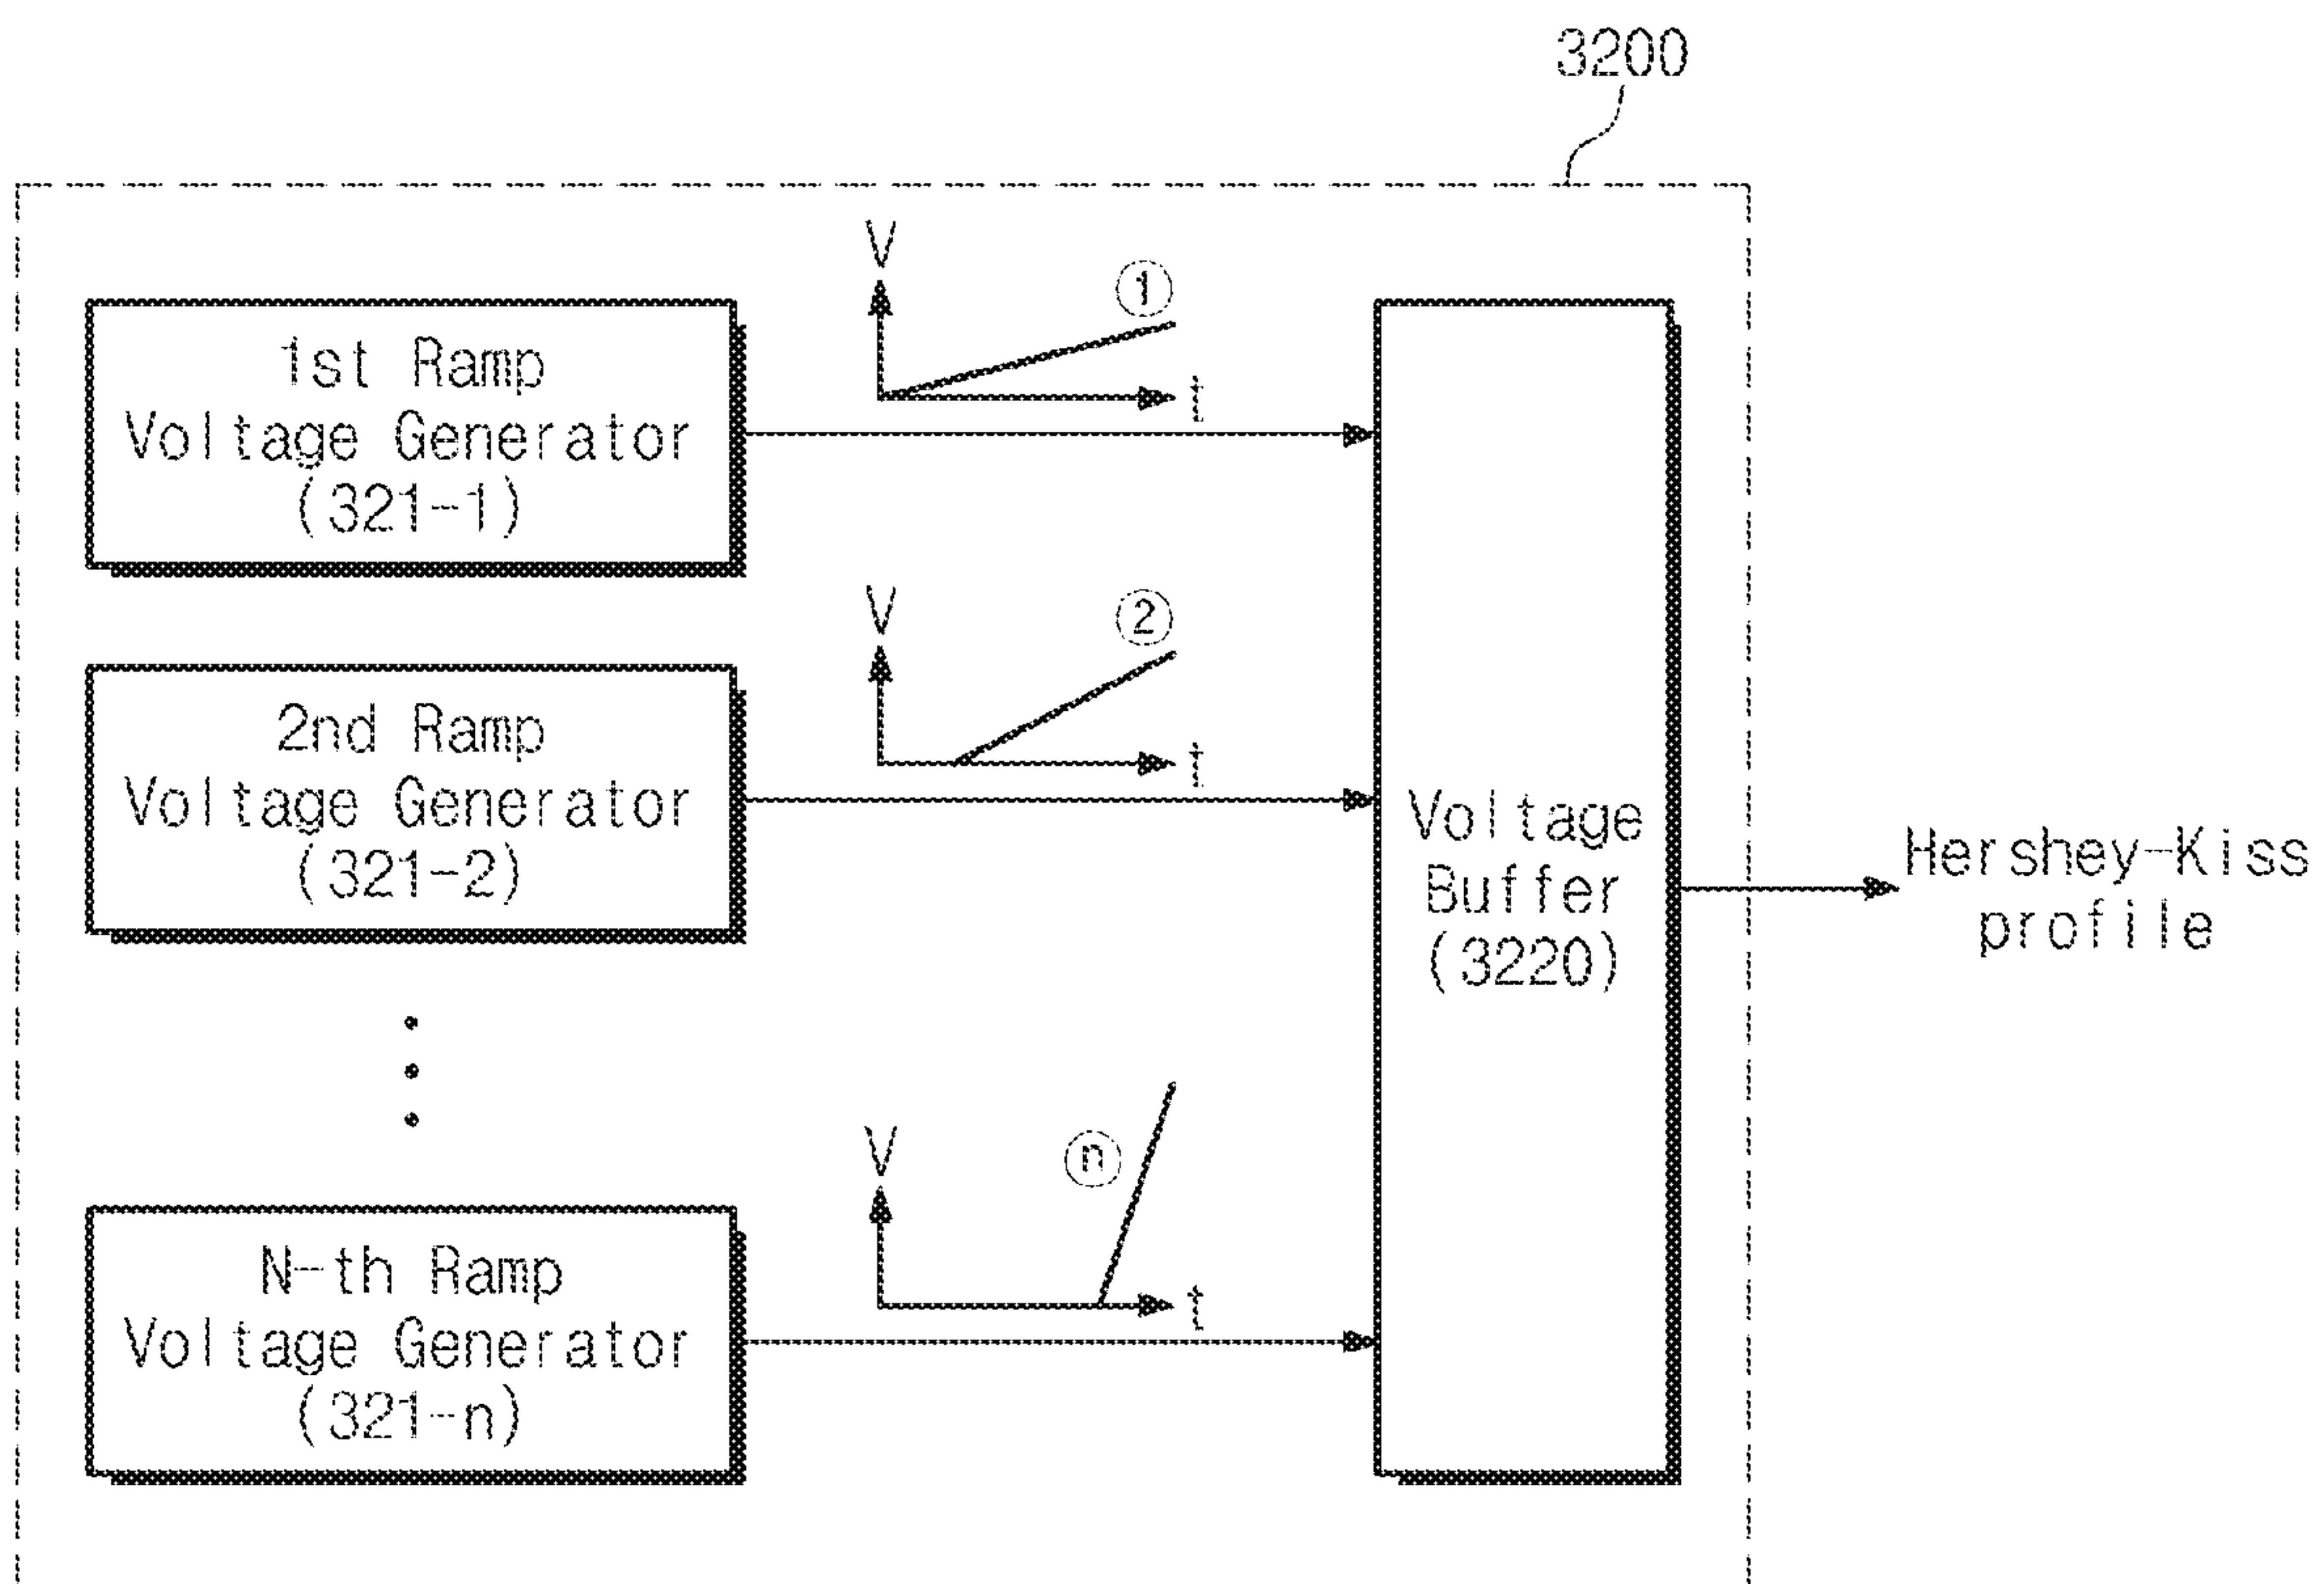 3200
1st Ramp
Voltage Generator
(321-1)
V
①
t
2nd Ramp
Voltage Generator
(321-2)
V
②
t
N-th Ramp
Voltage Generator
(321-n)
V
ⓝ
t
Voltage
Buffer
(3220)
Hershey-Kiss
profile